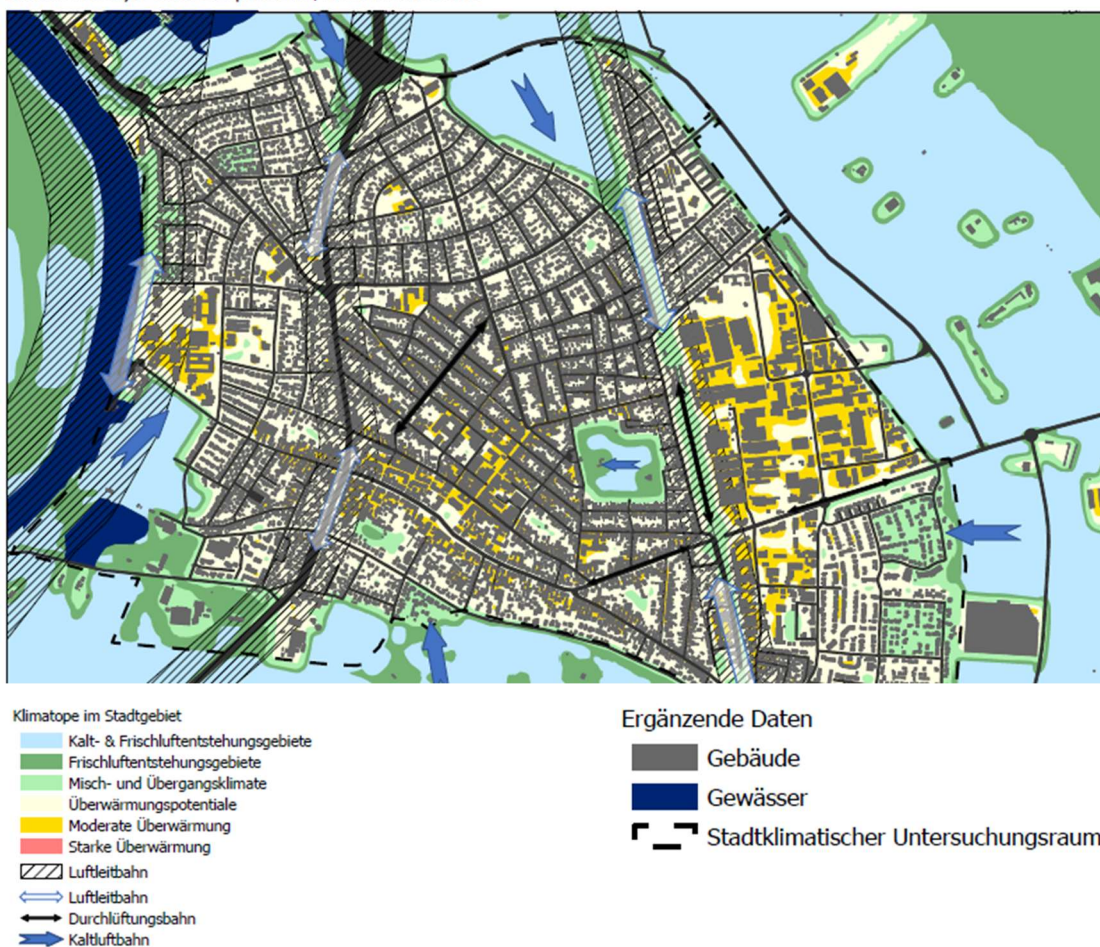 Klimatope im Stadtgebiet
Kalt- & Frischluftentstehungsgebiete
Frischluftentstehungsgebiete
Misch- und Übergangsklimate
Überwärmungspotentiale
Moderate Überwärmung
Starke Überwärmung
Luftleitbahn
Luftleitbahn
Durchlüftungsbahn
Kaltluftbahn
Ergänzende Daten
Gebäude
Gewässer
Stadtklimatischer Untersuchungsraum